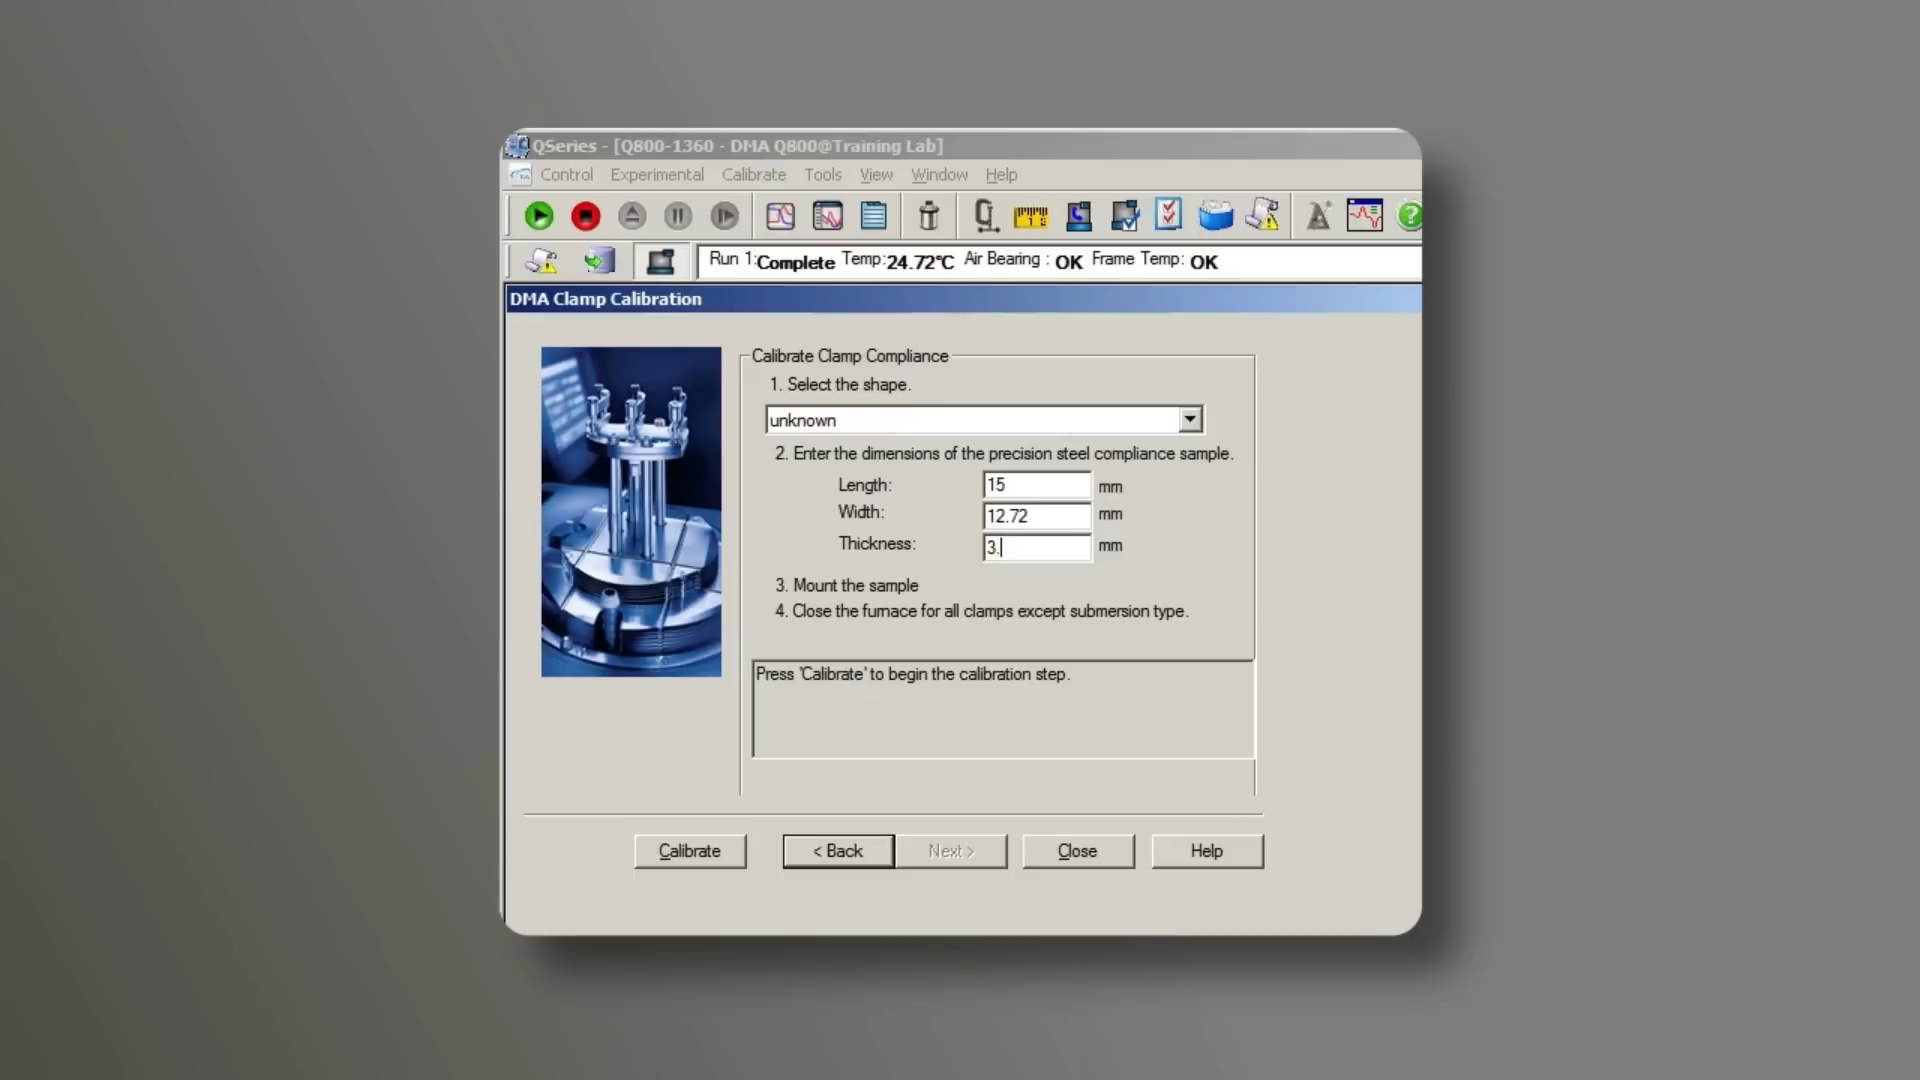 QSeries - [Q800-1360 - DMA Q800@Training Lab]
Control Experimental Calibrate Tools View Window Help
Run 1: Complete Temp: 24.72°C Air Bearing : OK Frame Temp: OK
DMA Clamp Calibration
Calibrate Clamp Compliance
1. Select the shape.
unknown
2. Enter the dimensions of the precision steel compliance sample.
Length: 15 mm
Width: 12.72 mm
Thickness: 3. mm
3. Mount the sample
4. Close the furnace for all clamps except submersion type.
Press 'Calibrate' to begin the calibration step.
Calibrate < Back Next > Close Help